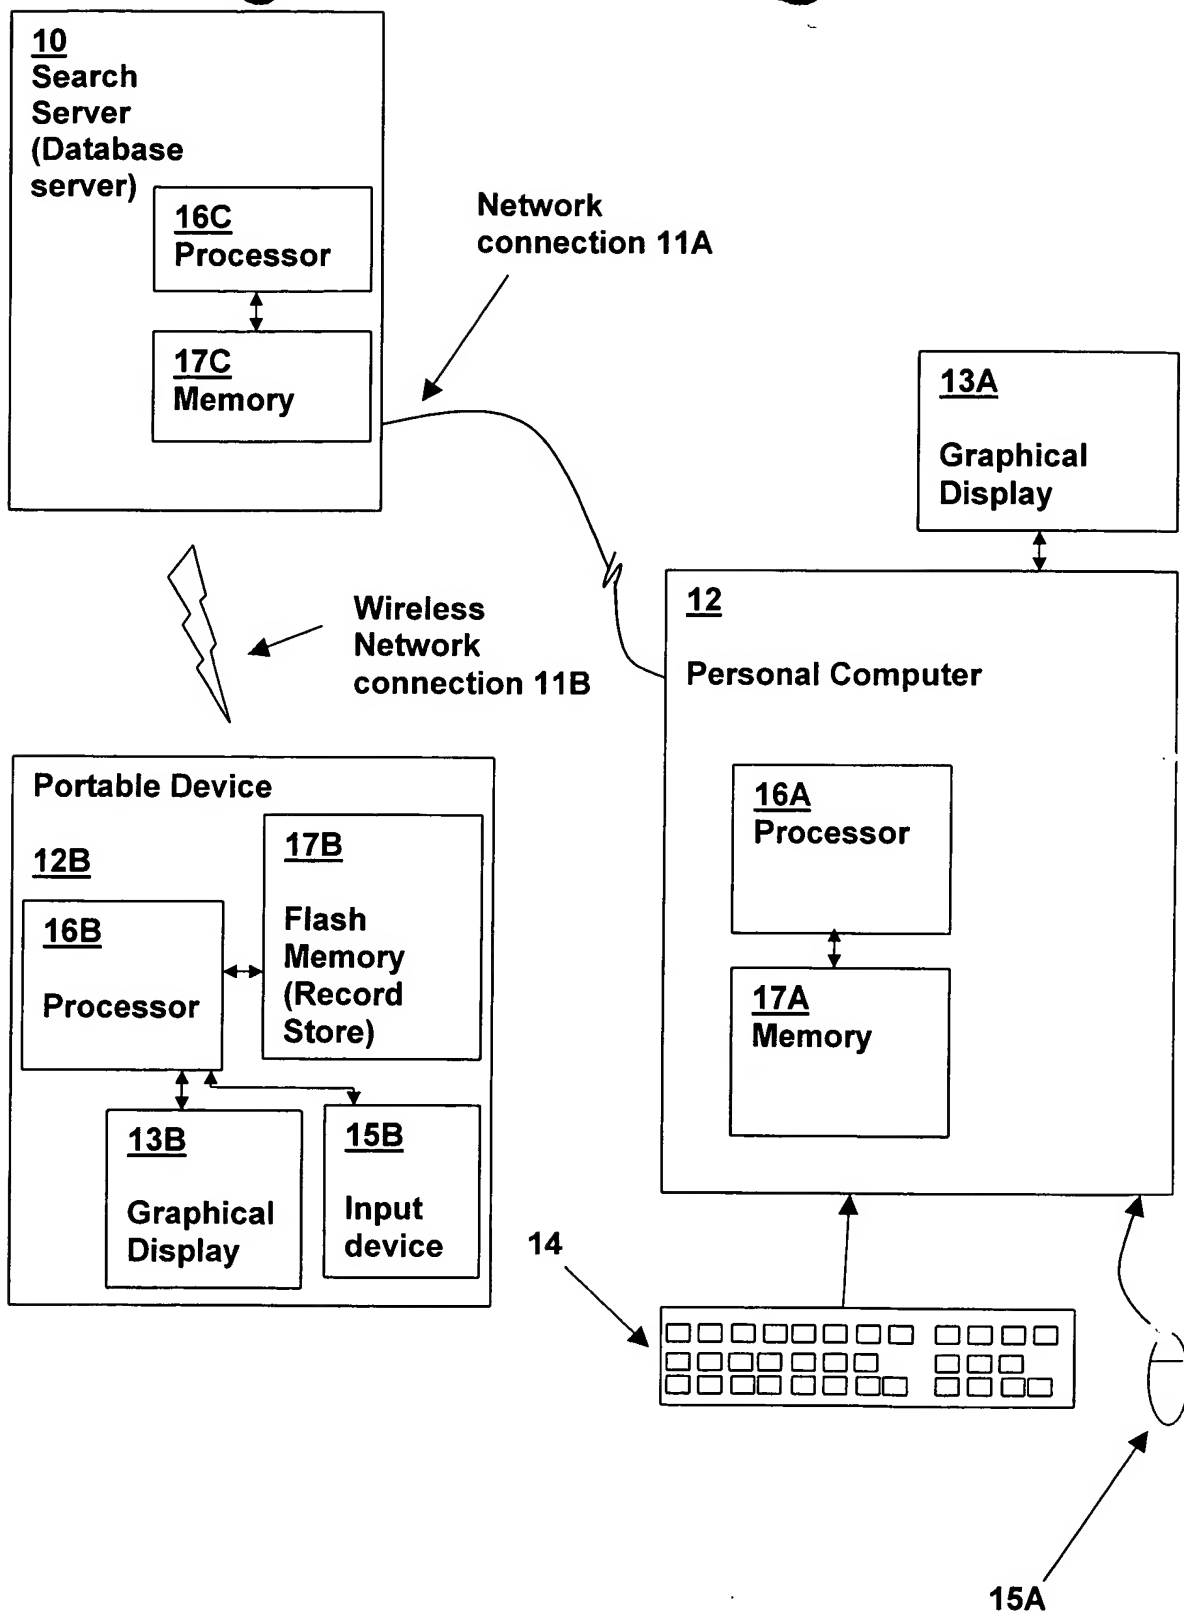 10
Search
Server
(Database
server)
16C
Processor
17C
Memory
Network
connection 11A
13A
Graphical
Display
12
Personal Computer
Wireless
Network
connection 11B
16A
Processor
17A
Memory
Portable Device
12B
17B
Flash
Memory
(Record
Store)
16B
Processor
13B
Graphical
Display
15B
Input
device
14
15A